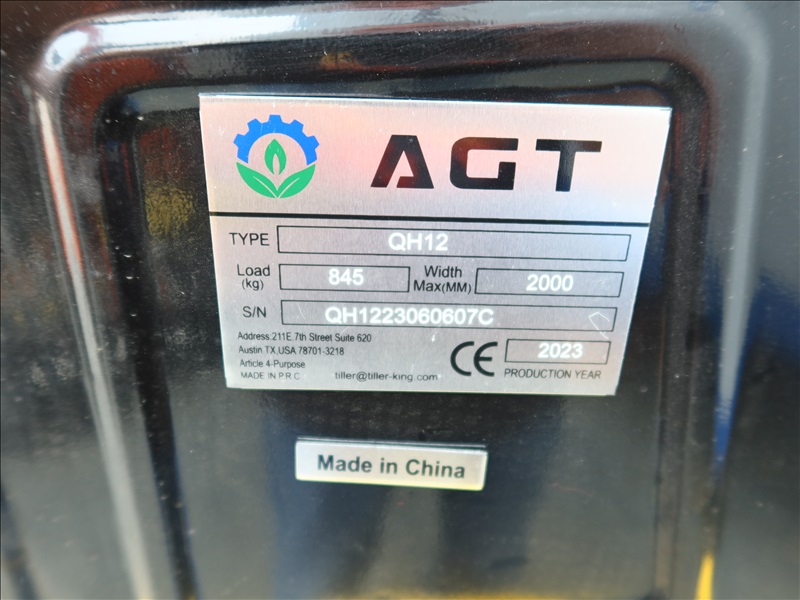 AGT
TYPE QH12
Load (kg) 845 Width Max(MM) 2000
S/N QH1223060607C
Address:211E.7th Street Suite 620
Austin TX,USA 78701-3218
Article 4-Purpose
MADE IN P.R.C tiller@tiller-king.com
CE 2023
PRODUCTION YEAR
Made in China